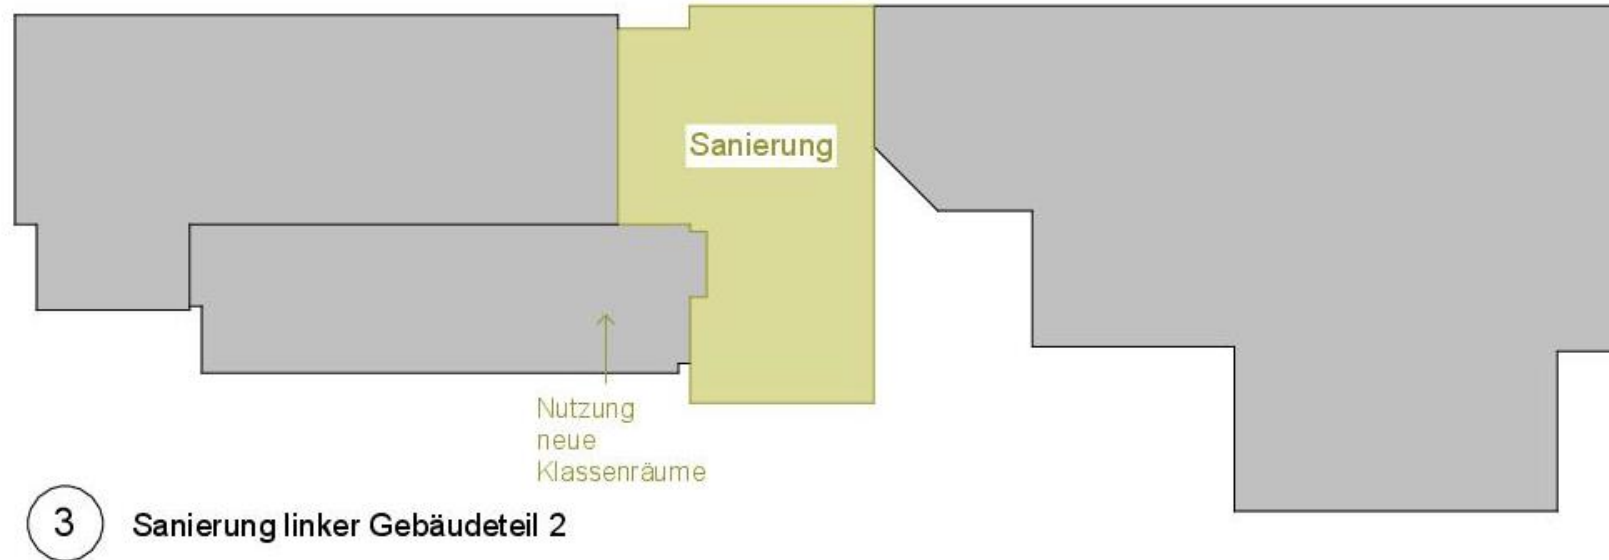 Sanierung
Nutzung
neue
Klassenräume
3 Sanierung linker Gebäudeteil 2